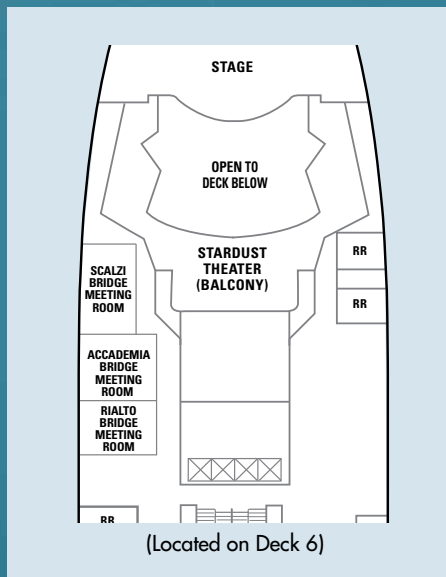 STAGE
OPEN TO
DECK BELOW
STARDUST
THEATER
(BALCONY)
RR
RR
SCALZI
BRIDGE
MEETING
ROOM
ACCADEMIA
BRIDGE
MEETING
ROOM
RIALTO
BRIDGE
MEETING
ROOM
RR
(Located on Deck 6)